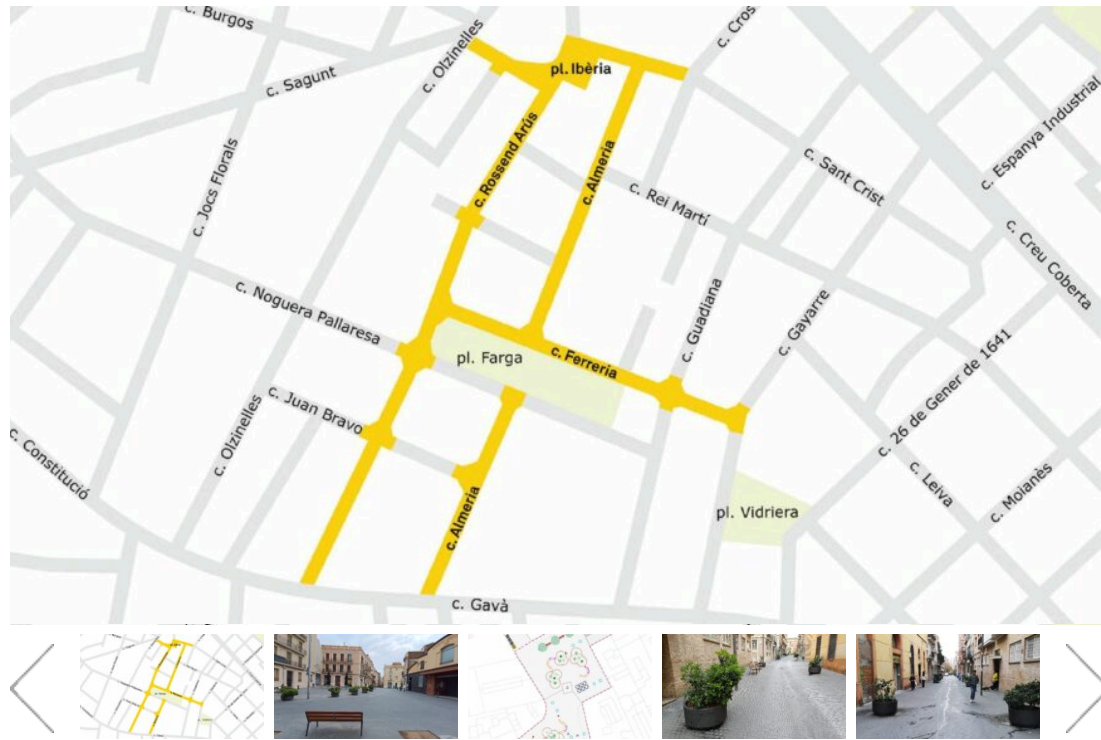 c. Burgos
c. Olzinelles
c. Cros
pl. Ibèria
c. Sagunt
c. Espanya Industrial
c. Rossend Arús
c. Almeria
c. Sant Crist
c. Jocs Florals
c. Rei Martí
c. Creu Coberta
c. Noguera Pallaresa
c. Guadiana
c. Gayarre
pl. Farga
c. Ferreria
c. 26 de Gener de 1641
c. Juan Bravo
c. Olzinelles
c. Constitució
c. Leiva
c. Moianès
c. Almeria
pl. Vidriera
c. Gavà